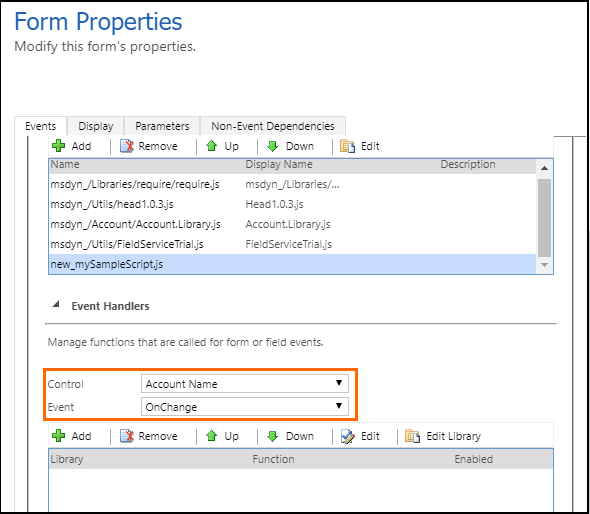 Form Properties
Modify this form's properties.
Events Display Parameters Non-Event Dependencies
Add Remove Up Down Edit
Name Display Name Description
msdyn_/Libraries/require/require.js msdyn_/Libraries/...
msdyn_/Utils/head1.0.3.js Head1.0.3.js
msdyn_/Account/Account.Library.js Account.Library.js
msdyn_/Utils/FieldServiceTrial.js FieldServiceTrial.js
new_mySampleScript.js
Event Handlers
Manage functions that are called for form or field events.
Control Account Name
Event OnChange
Add Remove Up Down Edit Edit Library
Library Function Enabled